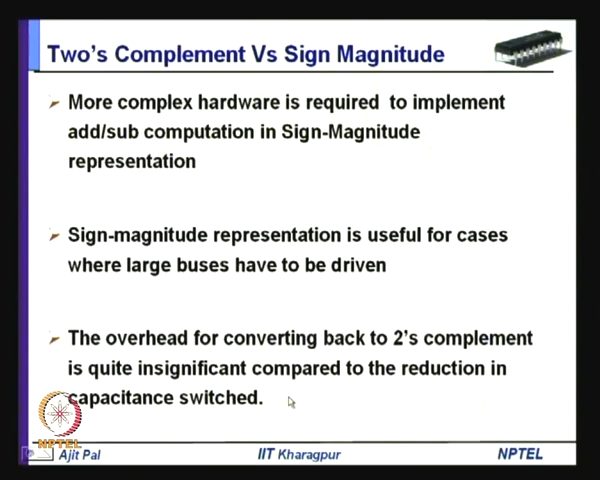 Two's Complement Vs Sign Magnitude
More complex hardware is required to implement
add/sub computation in Sign-Magnitude
representation
Sign-magnitude representation is useful for cases
where large buses have to be driven
The overhead for converting back to 2's complement
is quite insignificant compared to the reduction in
capacitance switched.
NPTEL
Ajit Pal
IIT Kharagpur
NPTEL